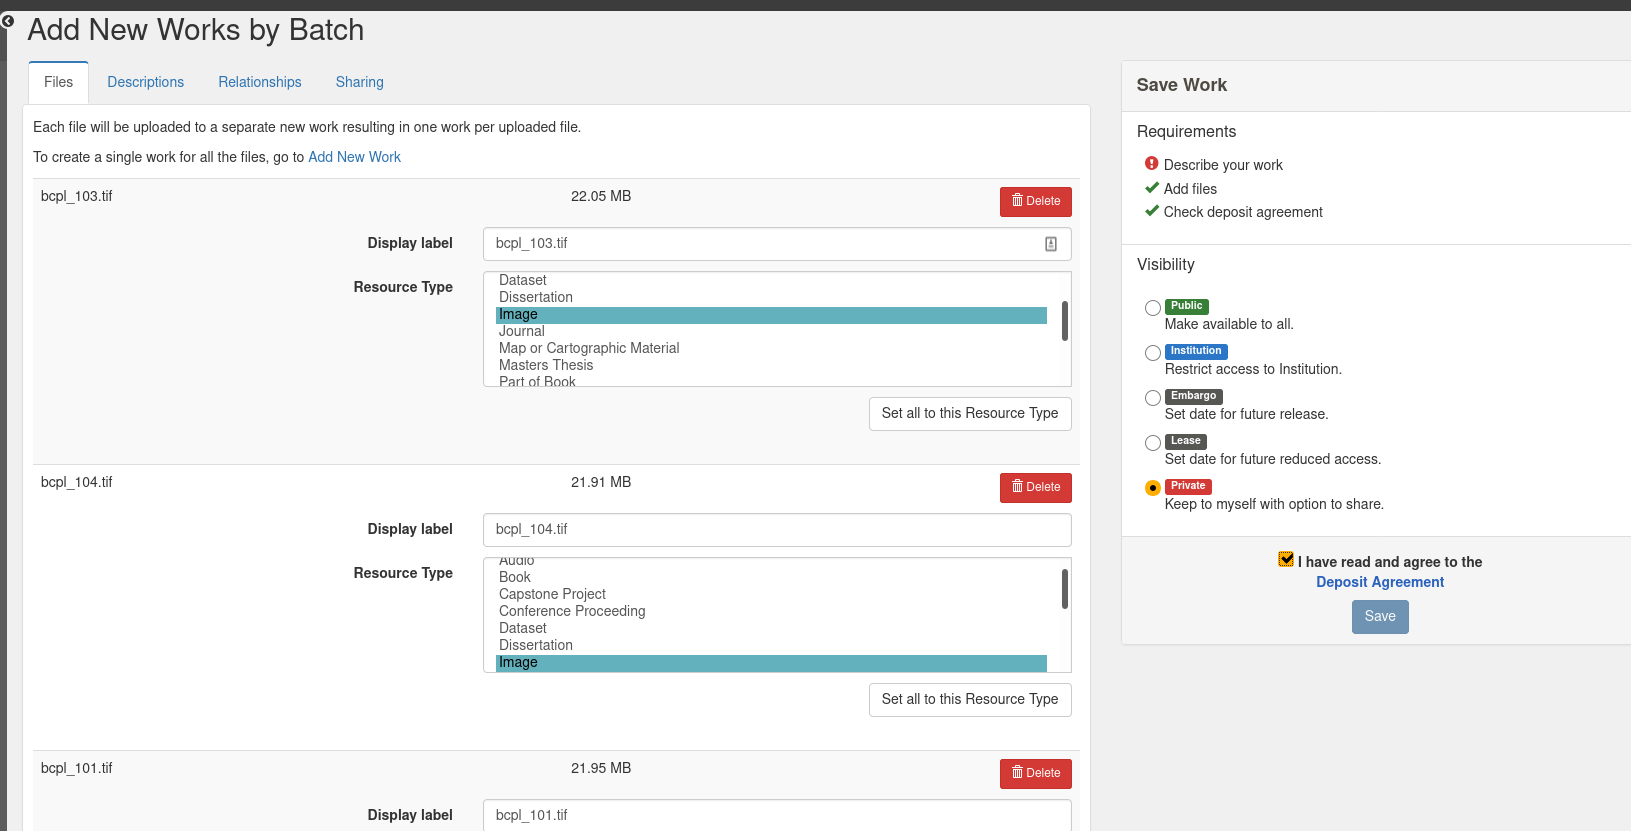 Add New Works by Batch
Files Descriptions Relationships Sharing
Each file will be uploaded to a separate new work resulting in one work per uploaded file.
To create a single work for all the files, go to Add New Work
bcpl_103.tif 22.05 MB Delete
Display label bcpl_103.tif
Resource Type
Dataset
Dissertation
Image
Journal
Map or Cartographic Material
Masters Thesis
Part of Book
Set all to this Resource Type
bcpl_104.tif 21.91 MB Delete
Display label bcpl_104.tif
Resource Type
Audio
Book
Capstone Project
Conference Proceeding
Dataset
Dissertation
Image
Set all to this Resource Type
bcpl_101.tif 21.95 MB Delete
Display label bcpl_101.tif
Save Work
Requirements
Describe your work
Add files
Check deposit agreement
Visibility
Public
Make available to all.
Institution
Restrict access to Institution.
Embargo
Set date for future release.
Lease
Set date for future reduced access.
Private
Keep to myself with option to share.
I have read and agree to the
Deposit Agreement
Save